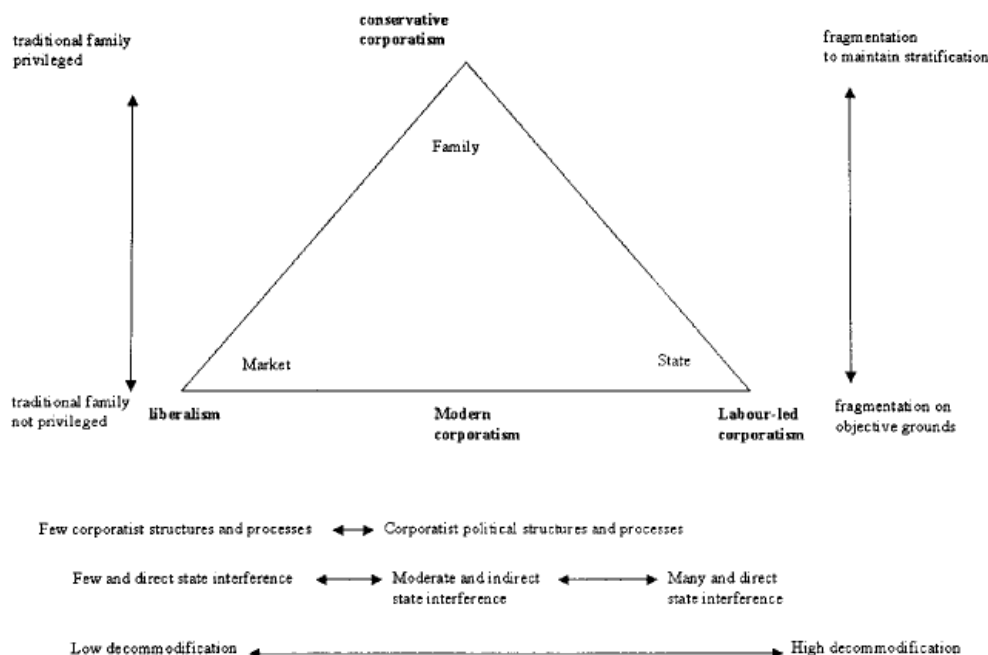 conservative
corporatism
traditional family
privileged
fragmentation
to maintain stratification
Family
Market
State
traditional family
not privileged
liberalism
Modern
corporatism
Labour-led
corporatism
fragmentation on
objective grounds
Few corporatist structures and processes
Corporatist political structures and processes
Few and direct state interference
Moderate and indirect
state interference
Many and direct
state interference
Low decommodification
High decommodification